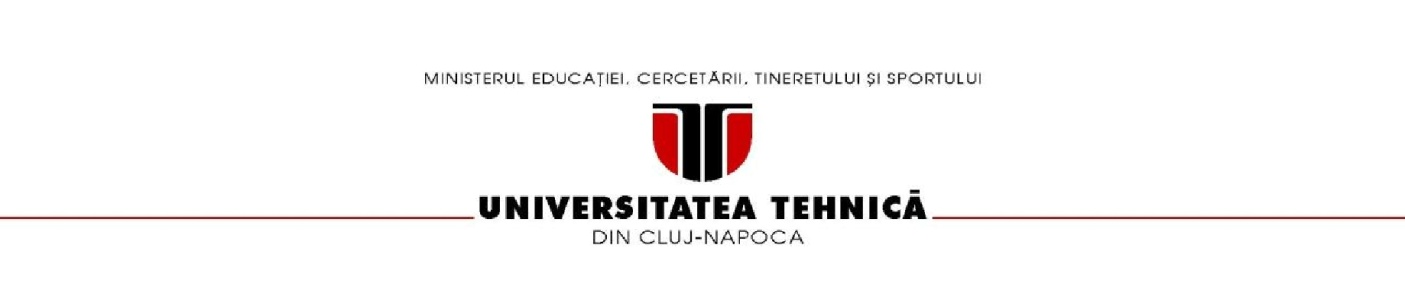 MINISTERUL EDUCAȚIEI, CERCETĂRII, TINERETULUI ȘI SPORTULUI
UNIVERSITATEA TEHNICĂ
DIN CLUJ-NAPOCA